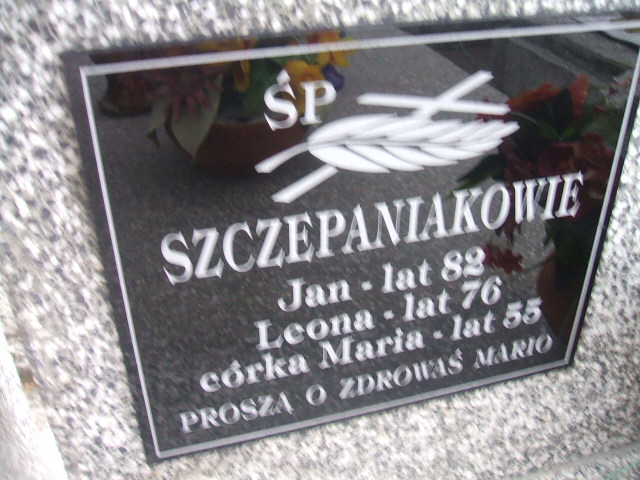 ŚP
SZCZEPANIAKOWIE
Jan - lat 82
Leona - lat 76
córka Maria - lat 55
PROSZĄ O ZDROWAŚ MARIO